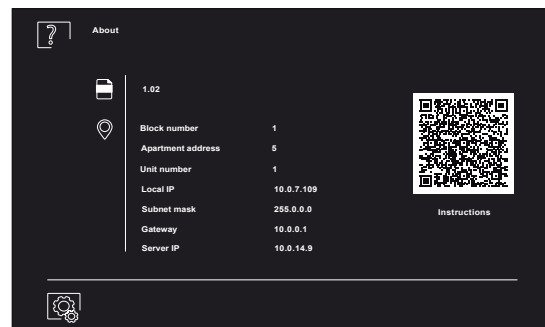 About
1.02
Block number 1
Apartment address 5
Unit number 1
Local IP 10.0.7.109
Subnet mask 255.0.0.0
Gateway 10.0.0.1
Server IP 10.0.14.9
Instructions